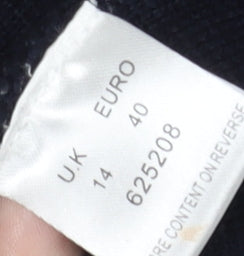 U.K EURO
14 40
625208
RE CONTENT ON REVERSE